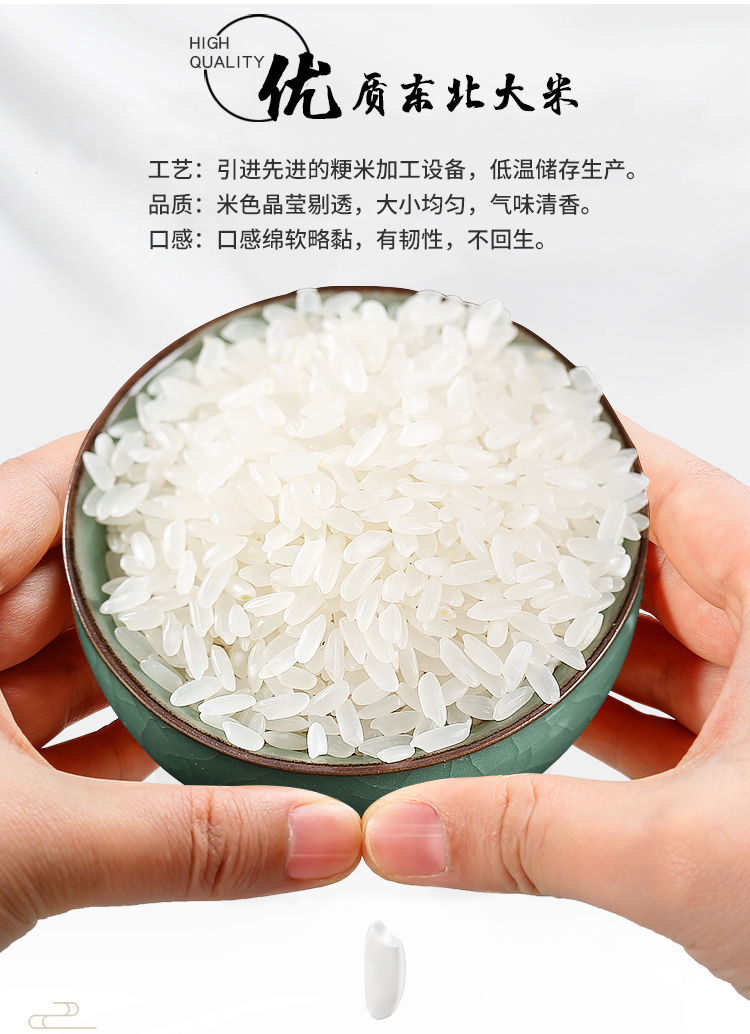 HIGH
QUALITY
优质东北大米
工艺：引进先进的粳米加工设备，低温储存生产。
品质：米色晶莹剔透，大小均匀，气味清香。
口感：口感绵软略黏，有韧性，不回生。